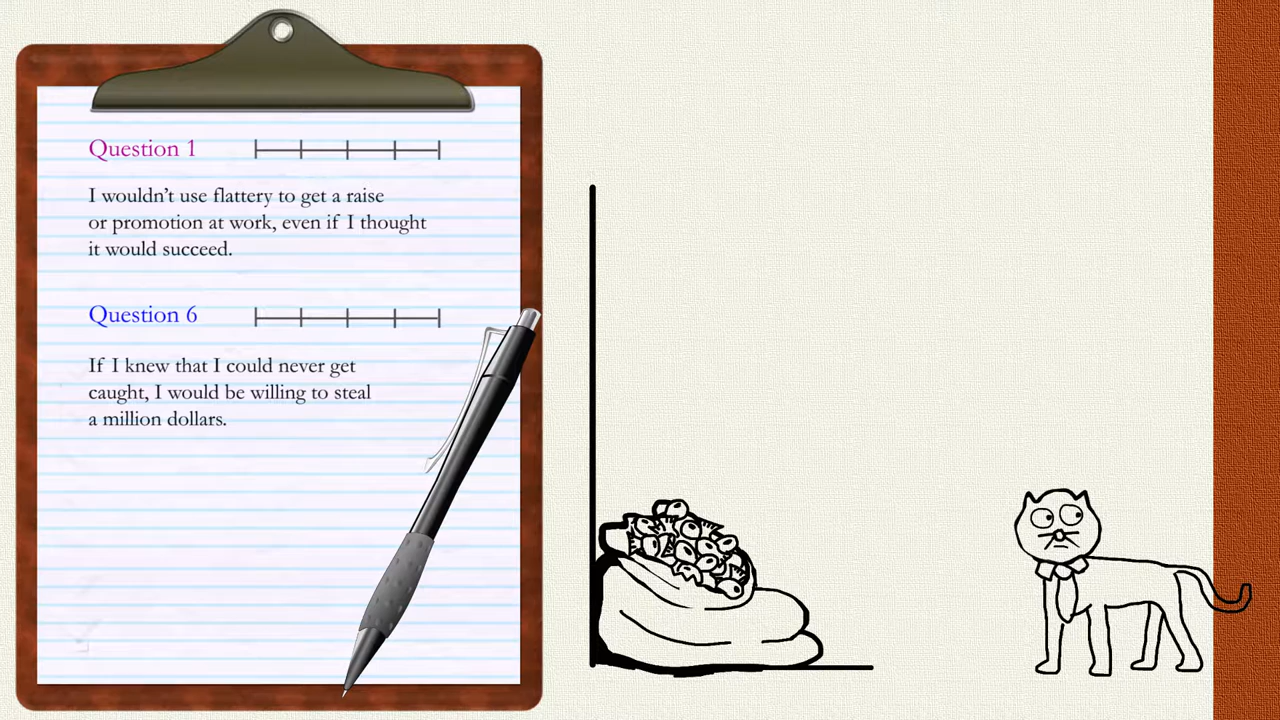 Question 1
I wouldn’t use flattery to get a raise
or promotion at work, even if I thought
it would succeed.
Question 6
If I knew that I could never get
caught, I would be willing to steal
a million dollars.